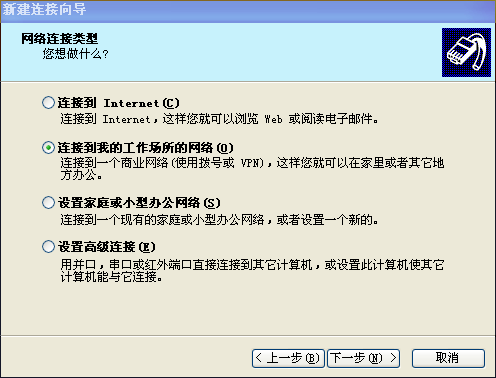 新建连接向导
网络连接类型
您想做什么?
连接到 Internet(C)
连接到 Internet,这样您就可以浏览 Web 或阅读电子邮件。
连接到我的工作场所的网络(O)
连接到一个商业网络(使用拨号或 VPN),这样您就可以在家里或者其它地
方办公。
设置家庭或小型办公网络(S)
连接到一个现有的家庭或小型办公网络,或者设置一个新的。
设置高级连接(E)
用并口,串口或红外端口直接连接到其它计算机,或设置此计算机使其它
计算机能与它连接。
< 上一步(B) 下一步(N) > 取消